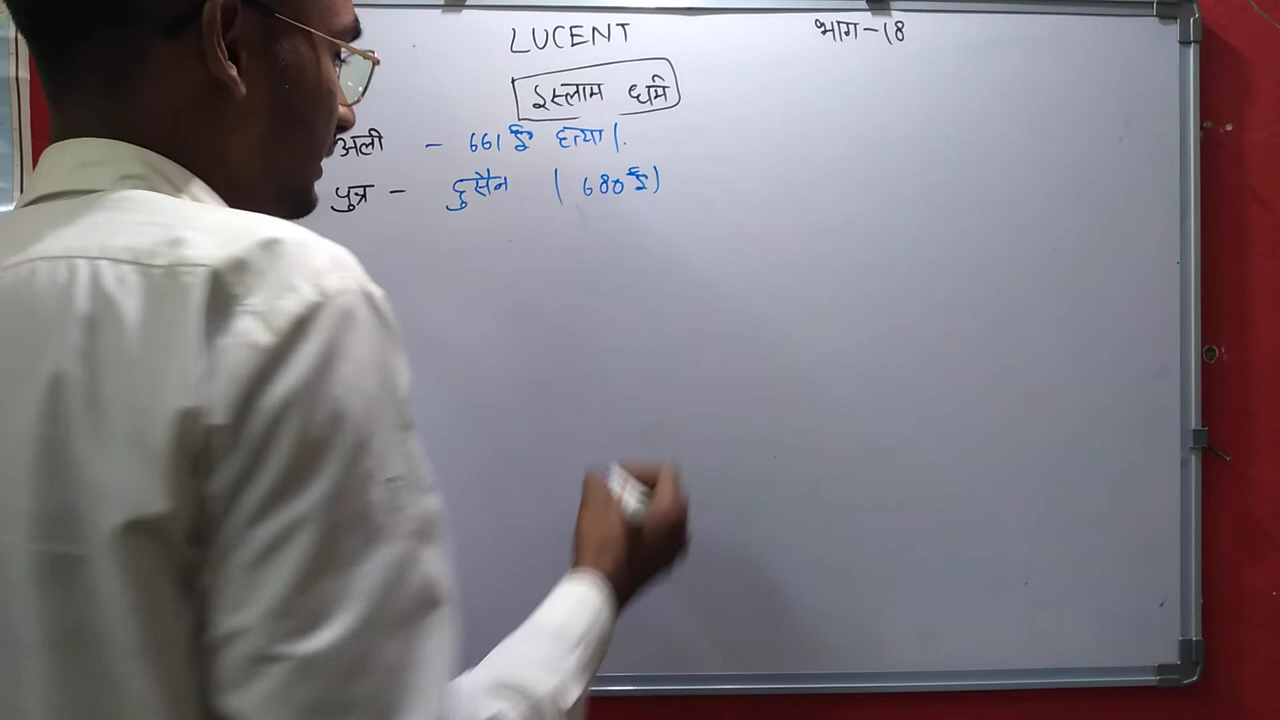 LUCENT भाग-18
इस्लाम धर्म
अली - 661 ई हत्या।
पुत्र - हुसैन (680 ई)